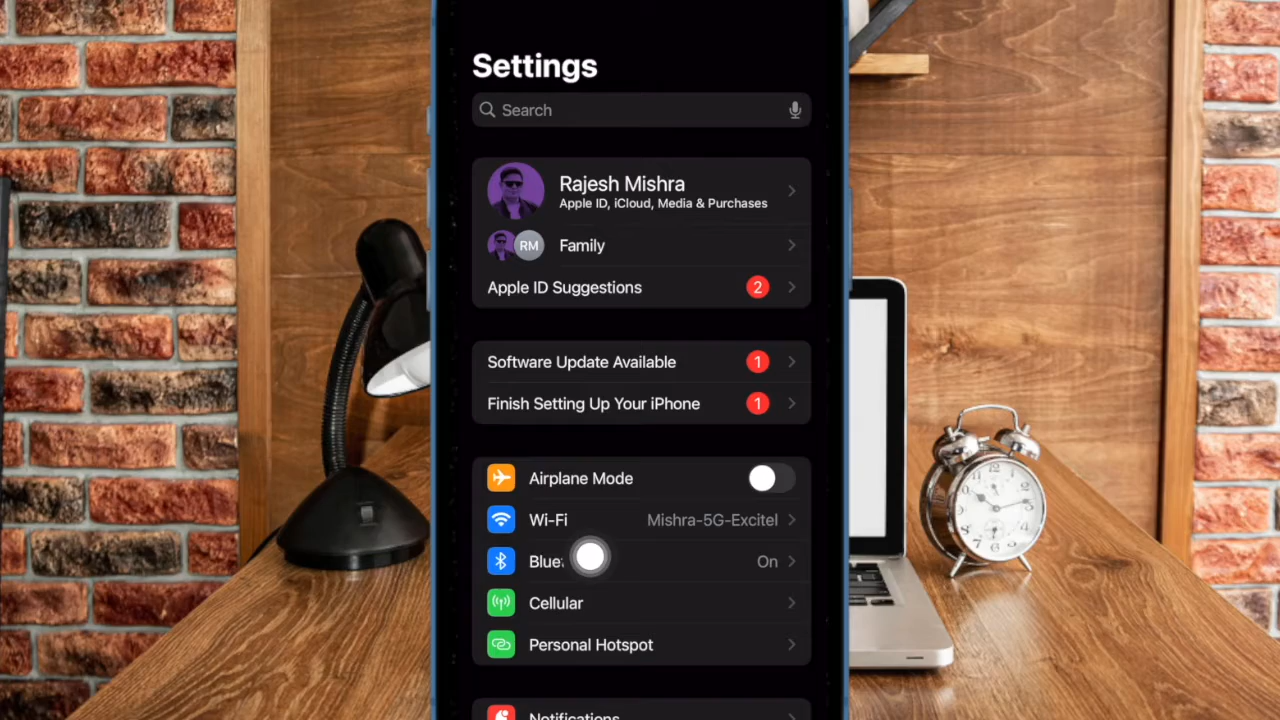 Settings
Search
Rajesh Mishra
Apple ID, iCloud, Media & Purchases
RM Family
Apple ID Suggestions 2
Software Update Available 1
Finish Setting Up Your iPhone 1
Airplane Mode
Wi-Fi Mishra-5G-Excitel
On
Cellular
Personal Hotspot
Notifications